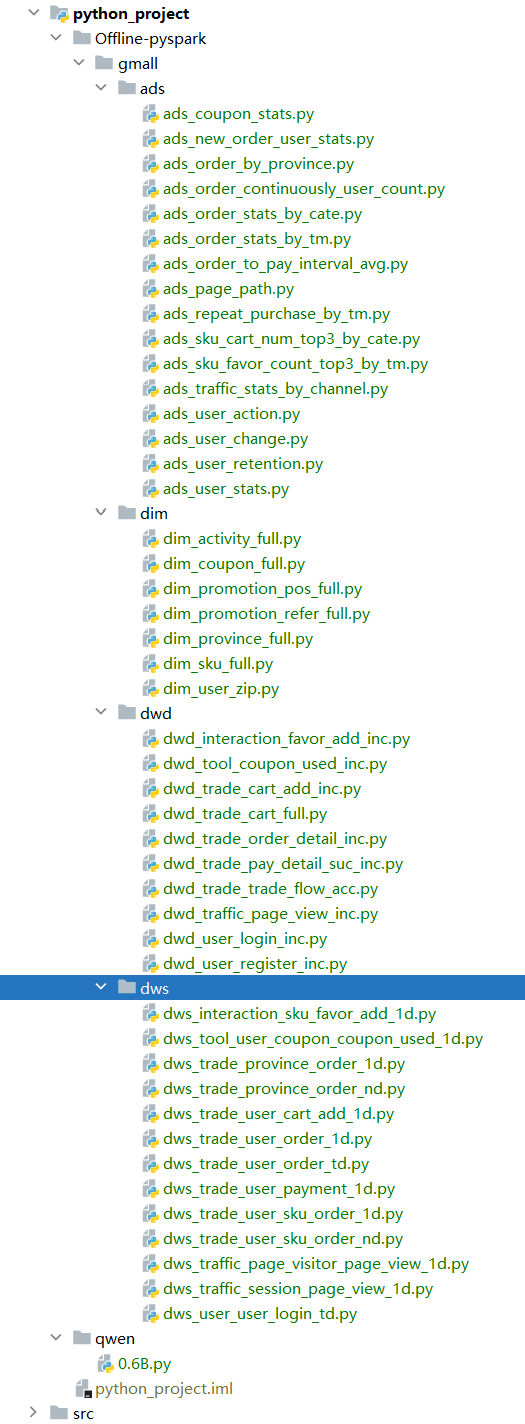 python_project
Offline-pyspark
gmall
ads
ads_coupon_stats.py
ads_new_order_user_stats.py
ads_order_by_province.py
ads_order_continuously_user_count.py
ads_order_stats_by_cate.py
ads_order_stats_by_tm.py
ads_order_to_pay_interval_avg.py
ads_page_path.py
ads_repeat_purchase_by_tm.py
ads_sku_cart_num_top3_by_cate.py
ads_sku_favor_count_top3_by_tm.py
ads_traffic_stats_by_channel.py
ads_user_action.py
ads_user_change.py
ads_user_retention.py
ads_user_stats.py
dim
dim_activity_full.py
dim_coupon_full.py
dim_promotion_pos_full.py
dim_promotion_refer_full.py
dim_province_full.py
dim_sku_full.py
dim_user_zip.py
dwd
dwd_interaction_favor_add_inc.py
dwd_tool_coupon_used_inc.py
dwd_trade_cart_add_inc.py
dwd_trade_cart_full.py
dwd_trade_order_detail_inc.py
dwd_trade_pay_detail_suc_inc.py
dwd_trade_trade_flow_acc.py
dwd_traffic_page_view_inc.py
dwd_user_login_inc.py
dwd_user_register_inc.py
dws
dws_interaction_sku_favor_add_1d.py
dws_tool_user_coupon_coupon_used_1d.py
dws_trade_province_order_1d.py
dws_trade_province_order_nd.py
dws_trade_user_cart_add_1d.py
dws_trade_user_order_1d.py
dws_trade_user_order_td.py
dws_trade_user_payment_1d.py
dws_trade_user_sku_order_1d.py
dws_trade_user_sku_order_nd.py
dws_traffic_page_visitor_page_view_1d.py
dws_traffic_session_page_view_1d.py
dws_user_user_login_td.py
qwen
0.6B.py
python_project.iml
src